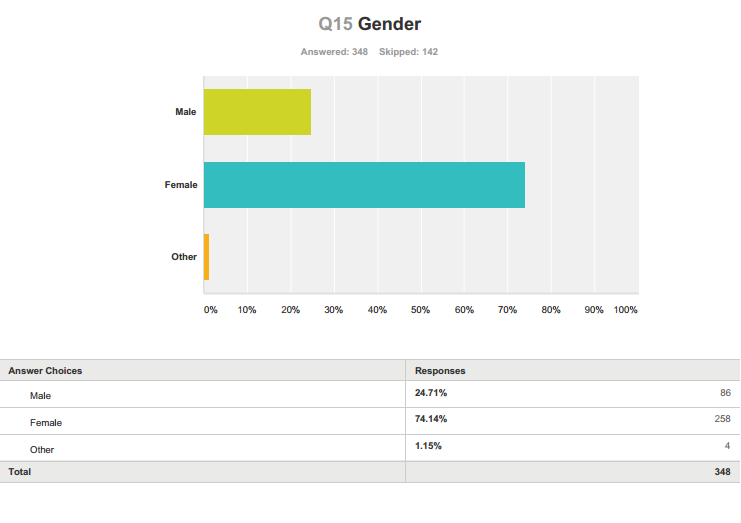 Q15 Gender
Answered: 348 Skipped: 142
Male
Female
Other
0% 10% 20% 30% 40% 50% 60% 70% 80% 90% 100%
Answer Choices Responses
Male 24.71% 86
Female 74.14% 258
Other 1.15% 4
Total 348